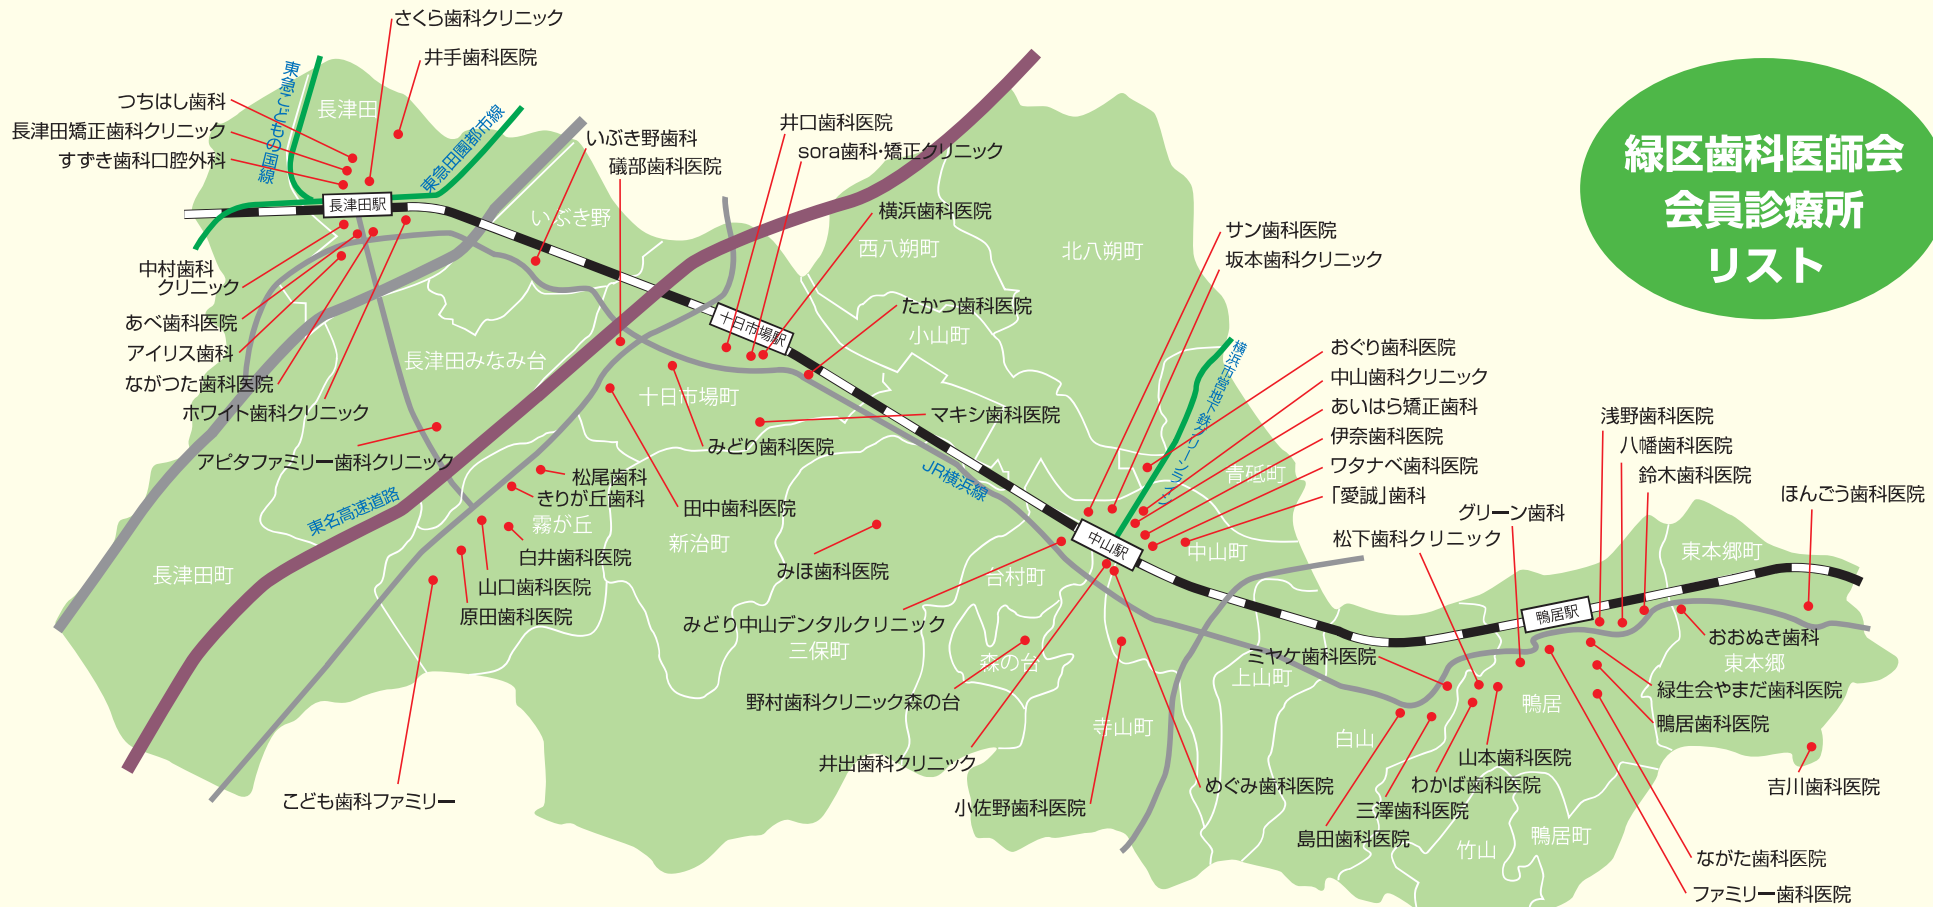 緑区歯科医師会
会員診療所
リスト
さくら歯科クリニック
井手歯科医院
つちはし歯科
長津田矯正歯科クリニック
すずき歯科口腔外科
東急こどもの国線
長津田
東急田園都市線
長津田駅
中村歯科
クリニック
あべ歯科医院
アイリス歯科
ながつた歯科医院
ホワイト歯科クリニック
アピタファミリー歯科クリニック
いぶき野歯科
儀部歯科医院
いぶき野
井口歯科医院
sora歯科・矯正クリニック
横浜歯科医院
西八朔町
北八朔町
十日市場駅
たかつ歯科医院
小山町
長津田みなみ台
十日市場町
マキシ歯科医院
みどり歯科医院
松尾歯科
きりが丘歯科
田中歯科医院
東名高速道路
霧が丘
白井歯科医院
山口歯科医院
原田歯科医院
長津田町
新治町
みほ歯科医院
こども歯科ファミリー
JR横浜線
サン歯科医院
坂本歯科クリニック
横浜市営地下鉄グリーンライン
おぐり歯科医院
中山歯科クリニック
あいはら矯正歯科
伊奈歯科医院
ワタナベ歯科医院
「愛誠」歯科
青砥町
中山駅
中山町
台村町
みどり中山デンタルクリニック
三保町
森の台
野村歯科クリニック森の台
井出歯科クリニック
小佐野歯科医院
寺山町
めぐみ歯科医院
上山町
白山
浅野歯科医院
八幡歯科医院
鈴木歯科医院
ほんごう歯科医院
グリーン歯科
松下歯科クリニック
東本郷町
鴨居駅
おおぬき歯科
東本郷
ミヤケ歯科医院
緑生会やまだ歯科医院
鴨居
鴨居歯科医院
山本歯科医院
わかば歯科医院
三澤歯科医院
島田歯科医院
吉川歯科医院
鴨居町
竹山
ながた歯科医院
ファミリー歯科医院